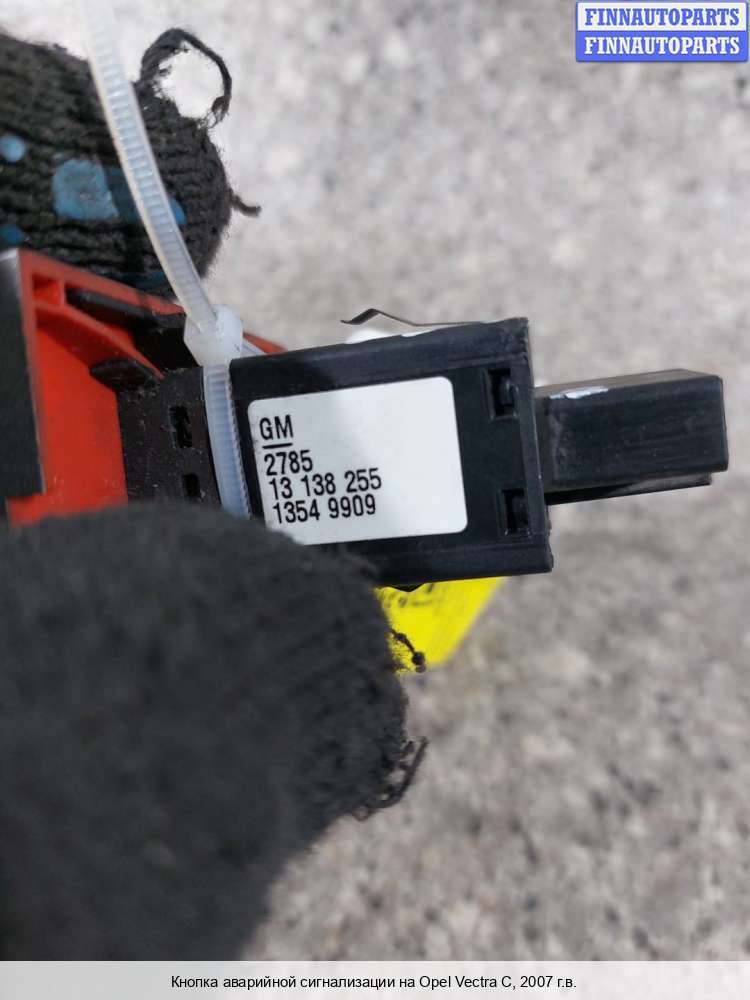 FINNAUTOPARTS
FINNAUTOPARTS
GM
2785
13 138 255
1354 9909
Кнопка аварийной сигнализации на Opel Vectra C, 2007 г.в.